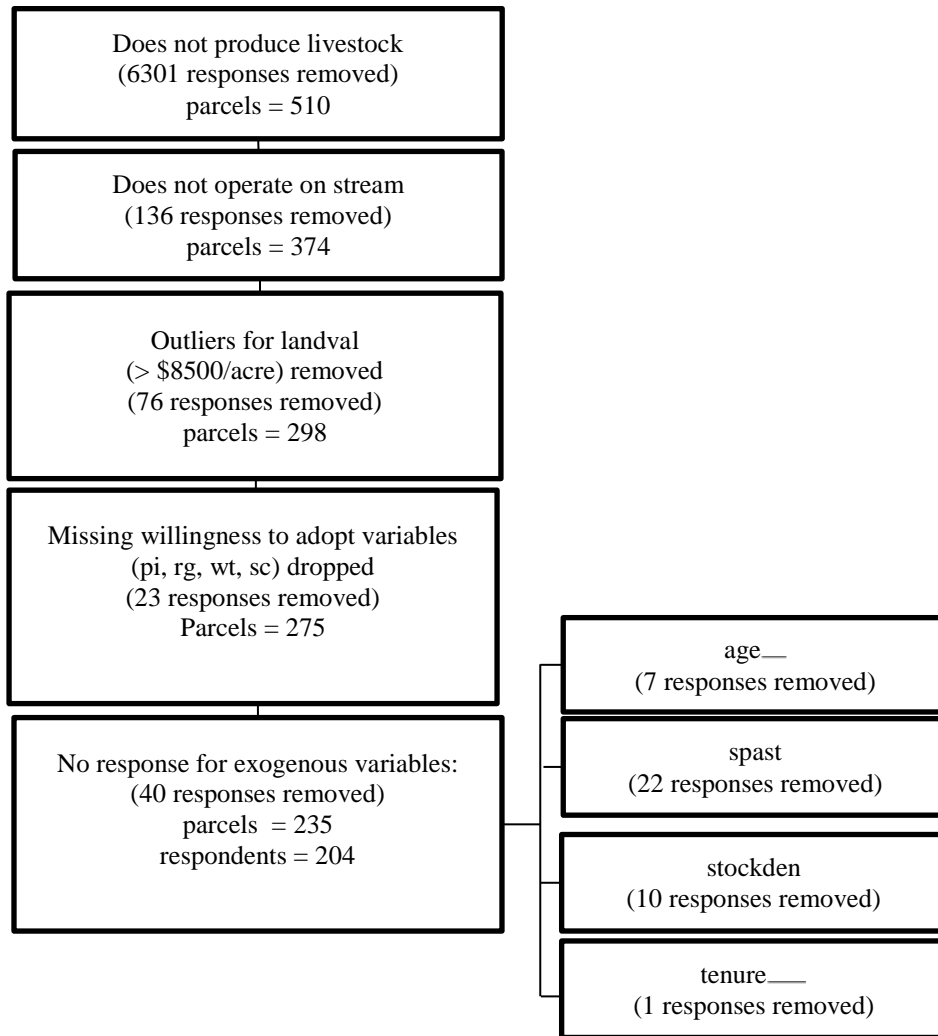 Does not produce livestock
(6301 responses removed)
parcels = 510
Does not operate on stream
(136 responses removed)
parcels = 374
Outliers for landval
(> $8500/acre) removed
(76 responses removed)
parcels = 298
Missing willingness to adopt variables
(pi, rg, wt, sc) dropped
(23 responses removed)
Parcels = 275
No response for exogenous variables:
(40 responses removed)
parcels = 235
respondents = 204
age__
(7 responses removed)
spast
(22 responses removed)
stockden
(10 responses removed)
tenure___
(1 responses removed)